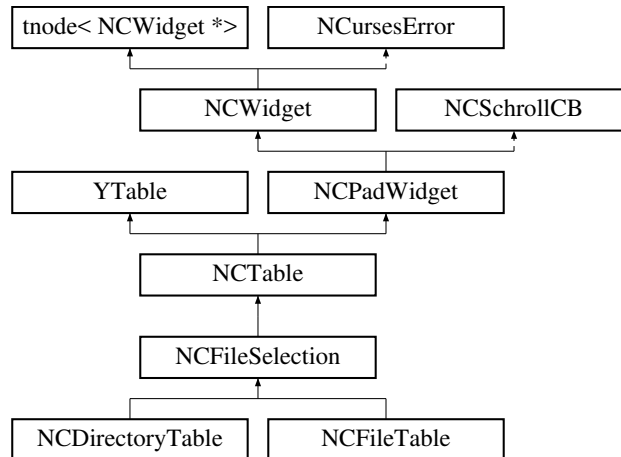 tnode< NCWidget *>
NCursesError
NCWidget
NCSchrollCB
YTable
NCPadWidget
NCTable
NCFileSelection
NCDirectoryTable
NCFileTable